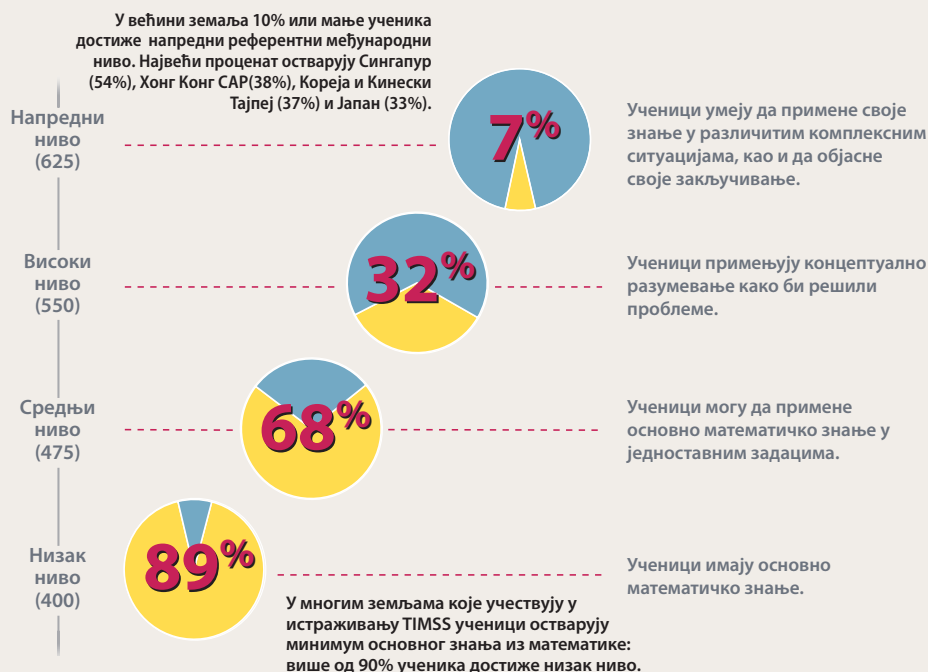 У већини земаља 10% или мање ученика
достиже напредни референтни међународни
ниво. Највећи проценат остварују Сингапур
(54%), Хонг Конг САР(38%), Кореја и Кинески
Тајпеј (37%) и Јапан (33%).
Напредни
ниво
(625)
7%
Ученици умеју да примене своје
знање у различитим комплексним
ситуацијама, као и да објасне
своје закључивање.
Високи
ниво
(550)
32%
Ученици примењују концептуално
разумевање како би решили
проблеме.
Средњи
ниво
(475)
68%
Ученици могу да примене
основно математичко знање у
једноставним задацима.
Низак
ниво
(400)
89%
Ученици имају основно
математичко знање.
У многим земљама које учествују у
истраживању TIMSS ученици остварују
минимум основног знања из математике:
више од 90% ученика достиже низак ниво.